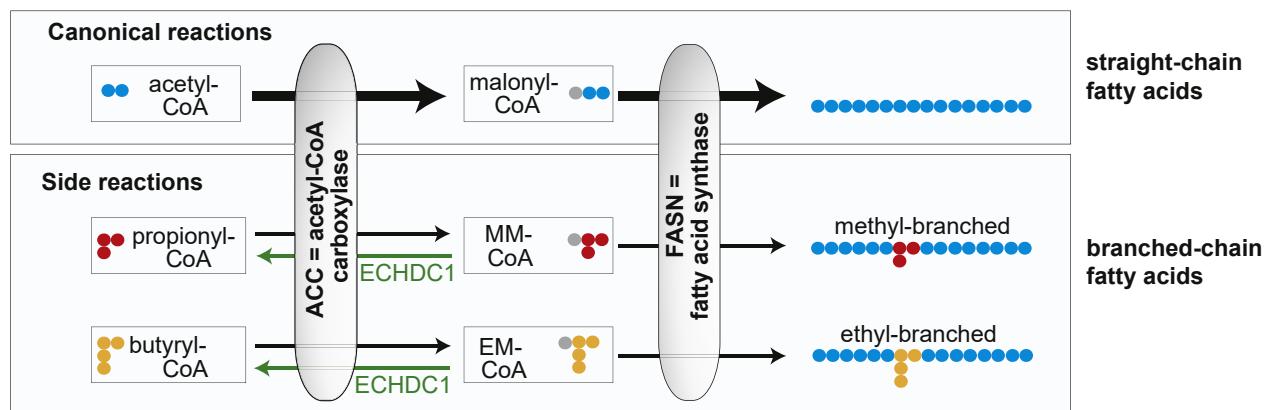 Canonical reactions
acetyl-
CoA
malonyl-
CoA
straight-chain
fatty acids
ACC = acetyl-CoA
carboxylase
FASN =
fatty acid synthase
Side reactions
propionyl-
CoA
ECHDC1
MM-
CoA
methyl-branched
branched-chain
fatty acids
butyryl-
CoA
ECHDC1
EM-
CoA
ethyl-branched